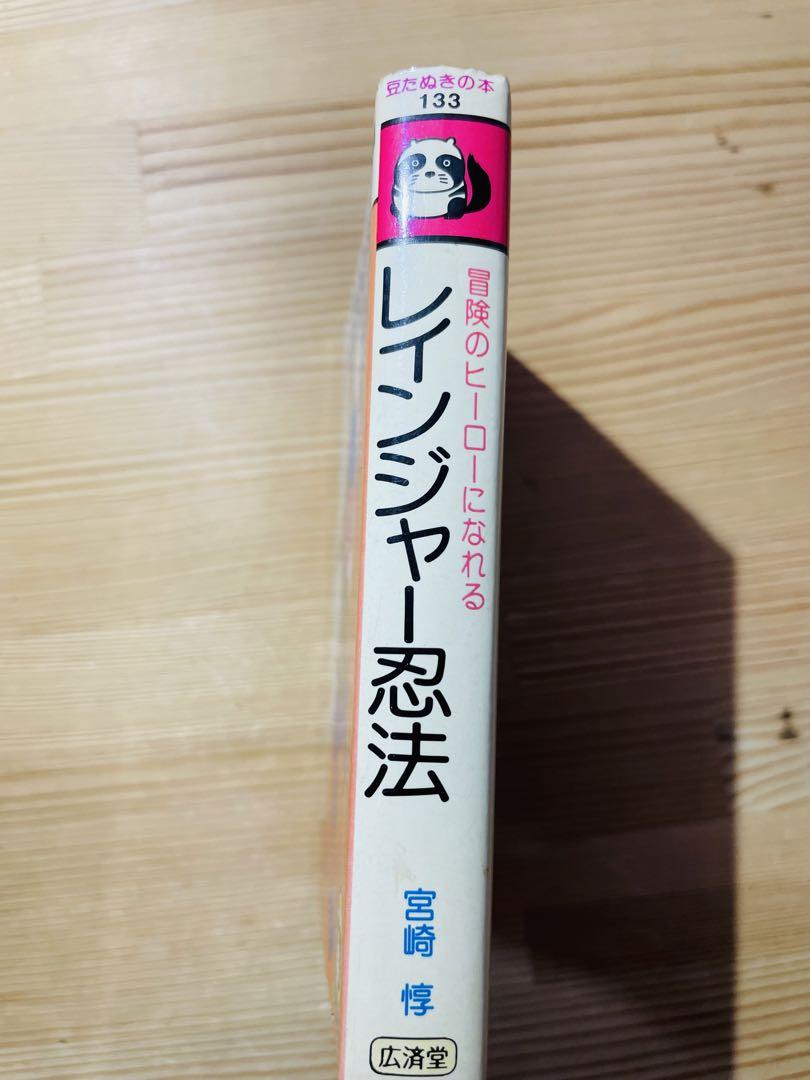 豆たぬきの本
133
冒険のヒーローになれる
レインジャー忍法
宮崎 惇
広済堂